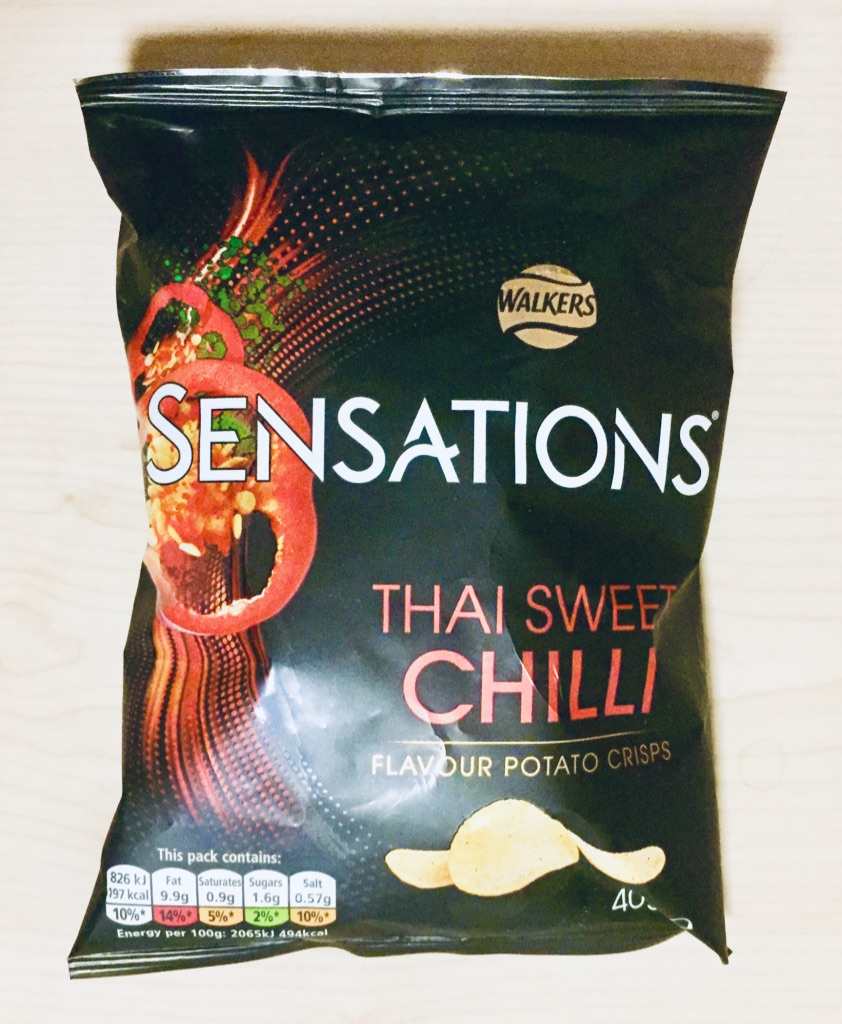 WALKERS
SENSATIONS®
THAI SWEET
CHILLI
FLAVOUR POTATO CRISPS
This pack contains:
826 kJ Fat Saturates Sugars Salt
197 kcal 9.9g 0.9g 1.6g 0.57g
10%* 14%* 5%* 2%* 10%*
Energy per 100g: 2065kJ 494kcal